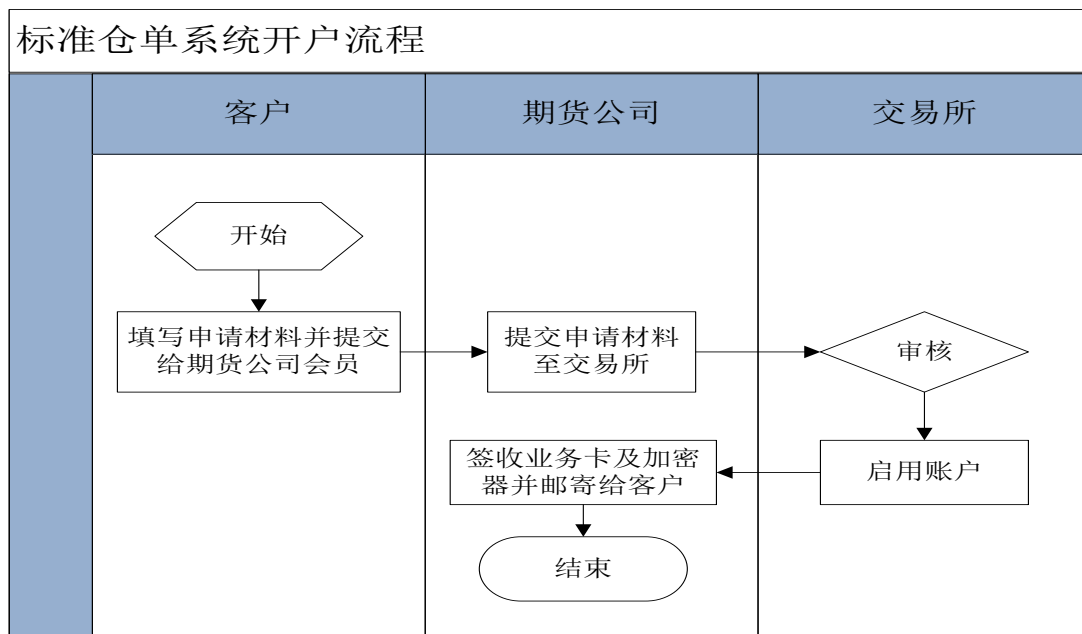 标准仓单系统开户流程
客户
期货公司
交易所
开始
填写申请材料并提交
给期货公司会员
提交申请材料
至交易所
审核
签收业务卡及加密
器并邮寄给客户
启用账户
结束